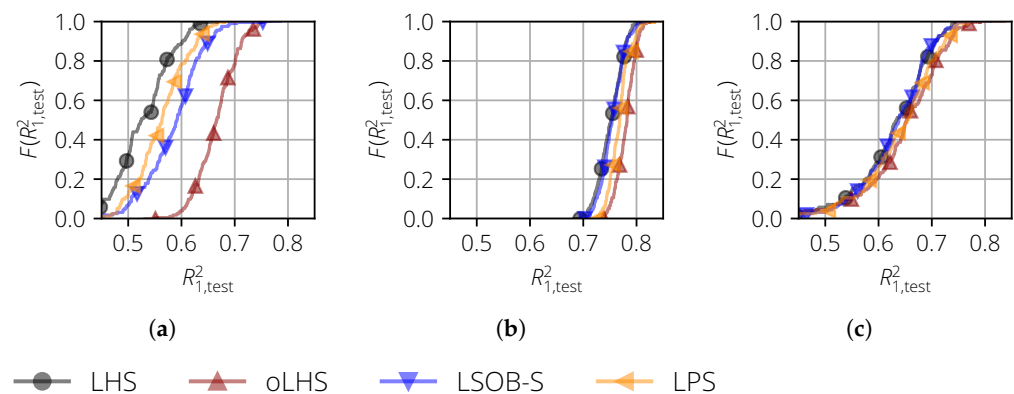 1.0 1.0 1.0
0.8 0.8 0.8
0.6 0.6 0.6
0.4 0.4 0.4
0.2 0.2 0.2
0.0 0.0 0.0
F(R²₁,test) F(R²₁,test) F(R²₁,test)
0.5 0.6 0.7 0.8 0.5 0.6 0.7 0.8 0.5 0.6 0.7 0.8
R²₁,test R²₁,test R²₁,test
(a) (b) (c)
LHS oLHS LSOB-S LPS